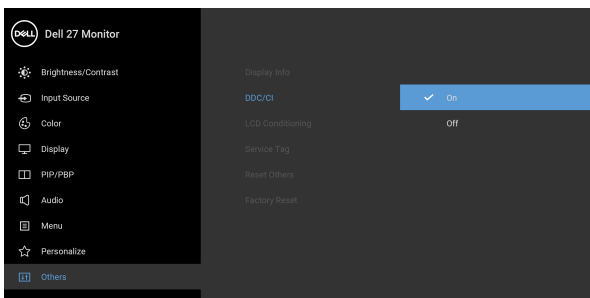 DELL Dell 27 Monitor
Brightness/Contrast
Input Source
Color
Display
PIP/PBP
Audio
Menu
Personalize
Others
Display Info
DDC/CI
LCD Conditioning
Service Tag
Reset Others
Factory Reset
On
Off